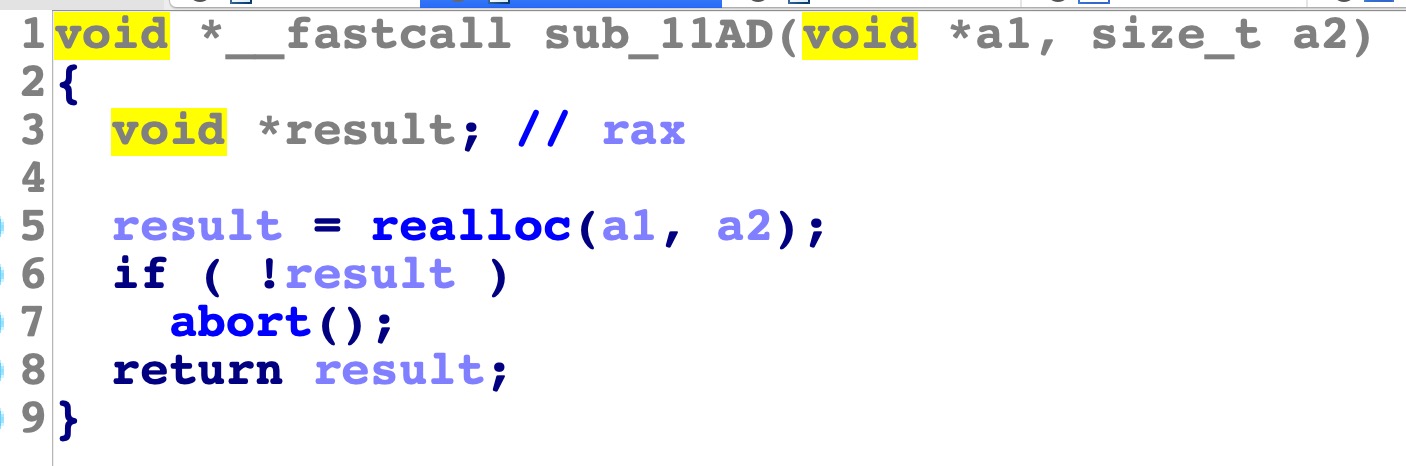 1 void *__fastcall sub_11AD(void *a1, size_t a2)
2 {
3   void *result; // rax
4
5   result = realloc(a1, a2);
6   if ( !result )
7     abort();
8   return result;
9 }